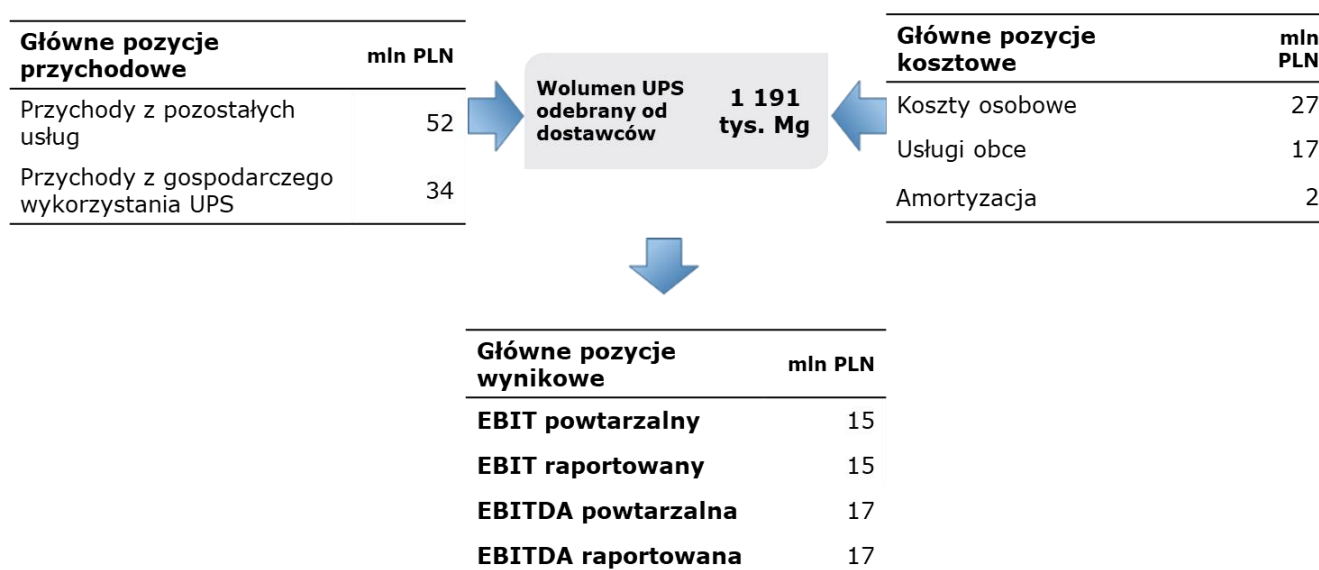 Główne pozycje
przychodowe
mln PLN
Przychody z pozostałych
usług
52
Przychody z gospodarczego
wykorzystania UPS
34
Wolumen UPS
odebrany od
dostawców
1 191
tys. Mg
Główne pozycje
kosztowe
mln
PLN
Koszty osobowe 27
Usługi obce 17
Amortyzacja 2
Główne pozycje
wynikowe
mln PLN
EBIT powtarzalny 15
EBIT raportowany 15
EBITDA powtarzalna 17
EBITDA raportowana 17